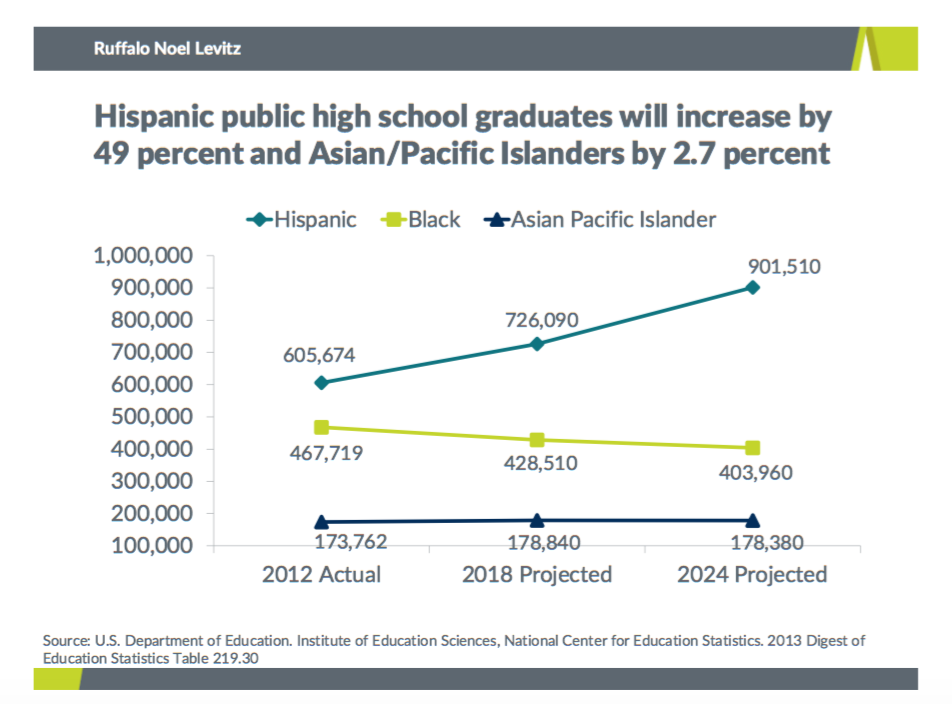 Ruffalo Noel Levitz
Hispanic public high school graduates will increase by
49 percent and Asian/Pacific Islanders by 2.7 percent
Hispanic Black Asian Pacific Islander
1,000,000
900,000
800,000
700,000
600,000
500,000
400,000
300,000
200,000
100,000
605,674
726,090
901,510
467,719
428,510
403,960
173,762
178,840
178,380
2012 Actual 2018 Projected 2024 Projected
Source: U.S. Department of Education. Institute of Education Sciences, National Center for Education Statistics. 2013 Digest of
Education Statistics Table 219.30